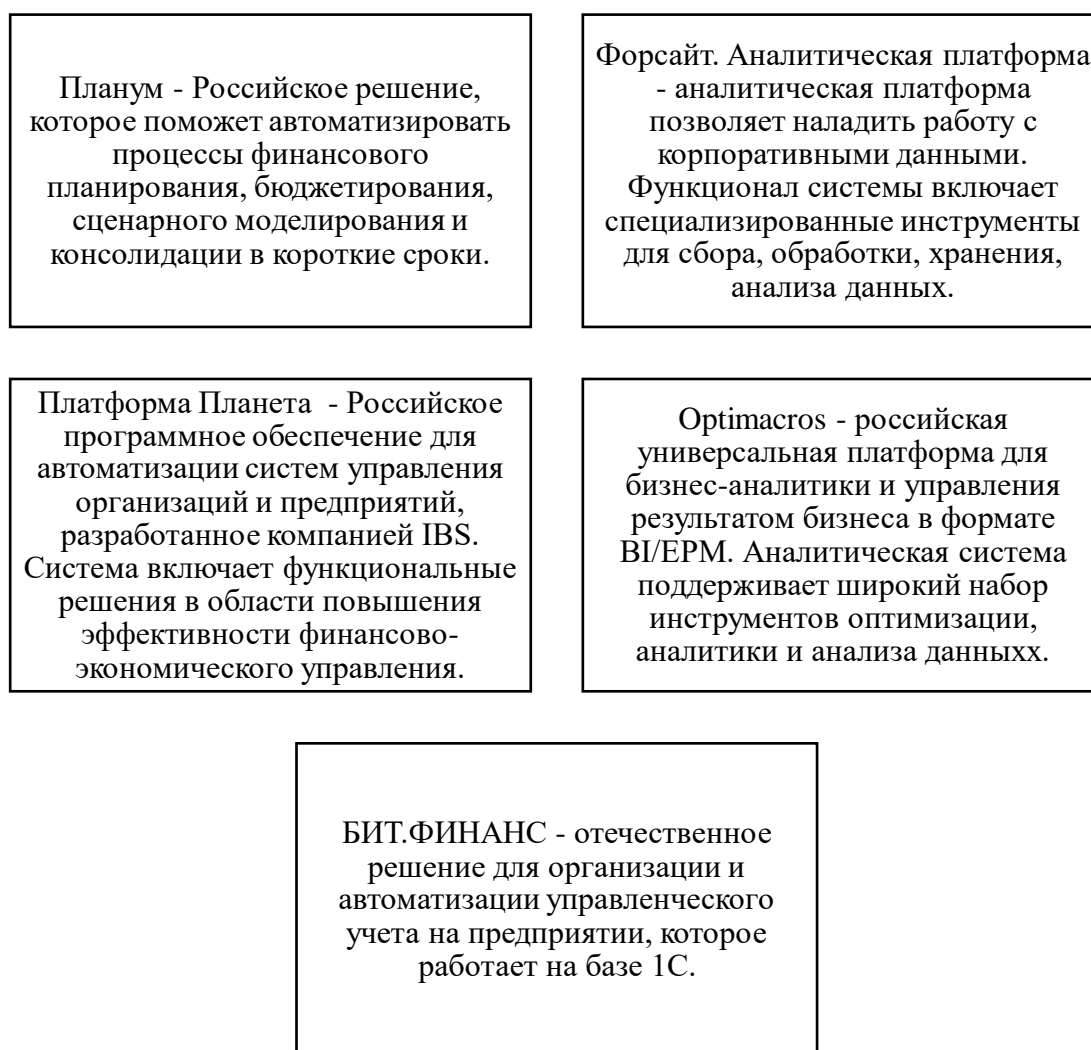 Планум - Российское решение,
которое поможет автоматизировать
процессы финансового
планирования, бюджетирования,
сценарного моделирования и
консолидации в короткие сроки.
Форсайт. Аналитическая платформа
- аналитическая платформа
позволяет наладить работу с
корпоративными данными.
Функционал системы включает
специализированные инструменты
для сбора, обработки, хранения,
анализа данных.
Платформа Планета - Российское
программное обеспечение для
автоматизации систем управления
организаций и предприятий,
разработанное компанией IBS.
Система включает функциональные
решения в области повышения
эффективности финансово-
экономического управления.
Optimacros - российская
универсальная платформа для
бизнес-аналитики и управления
результатом бизнеса в формате
BI/EPM. Аналитическая система
поддерживает широкий набор
инструментов оптимизации,
аналитики и анализа данныхх.
БИТ.ФИНАНС - отечественное
решение для организации и
автоматизации управленческого
учета на предприятии, которое
работает на базе 1С.